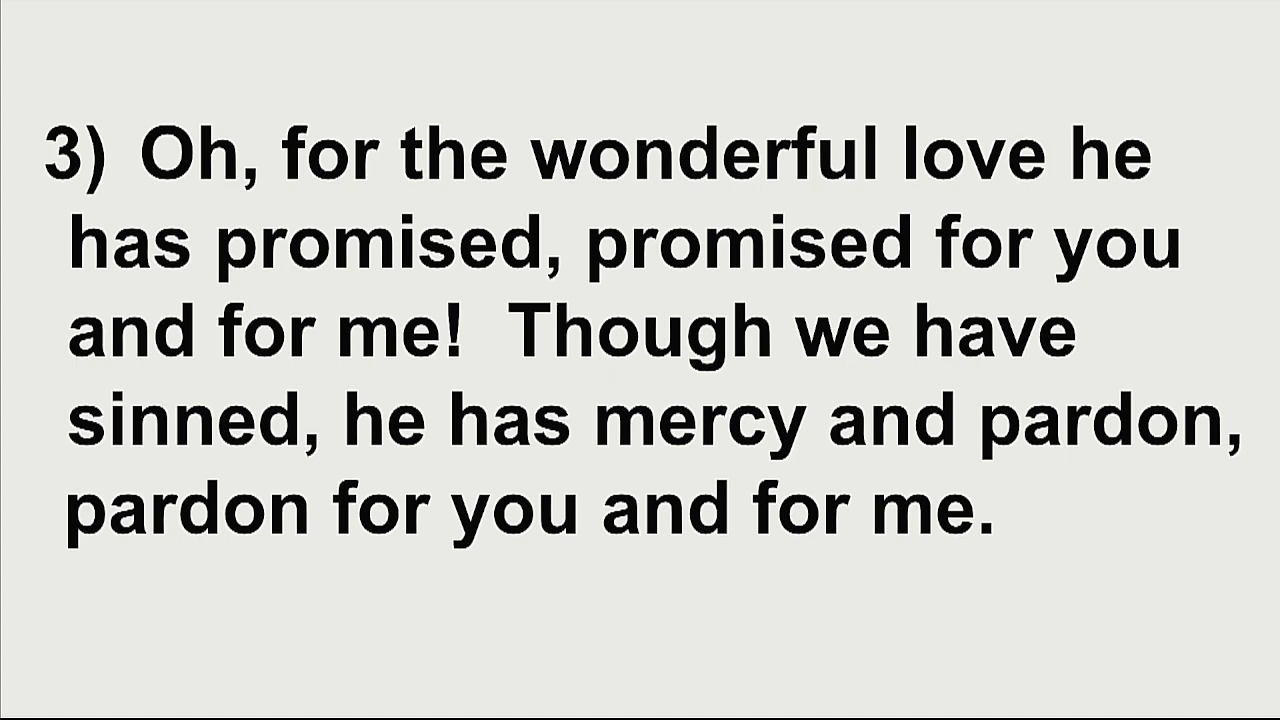 3) Oh, for the wonderful love he
has promised, promised for you
and for me! Though we have
sinned, he has mercy and pardon,
pardon for you and for me.